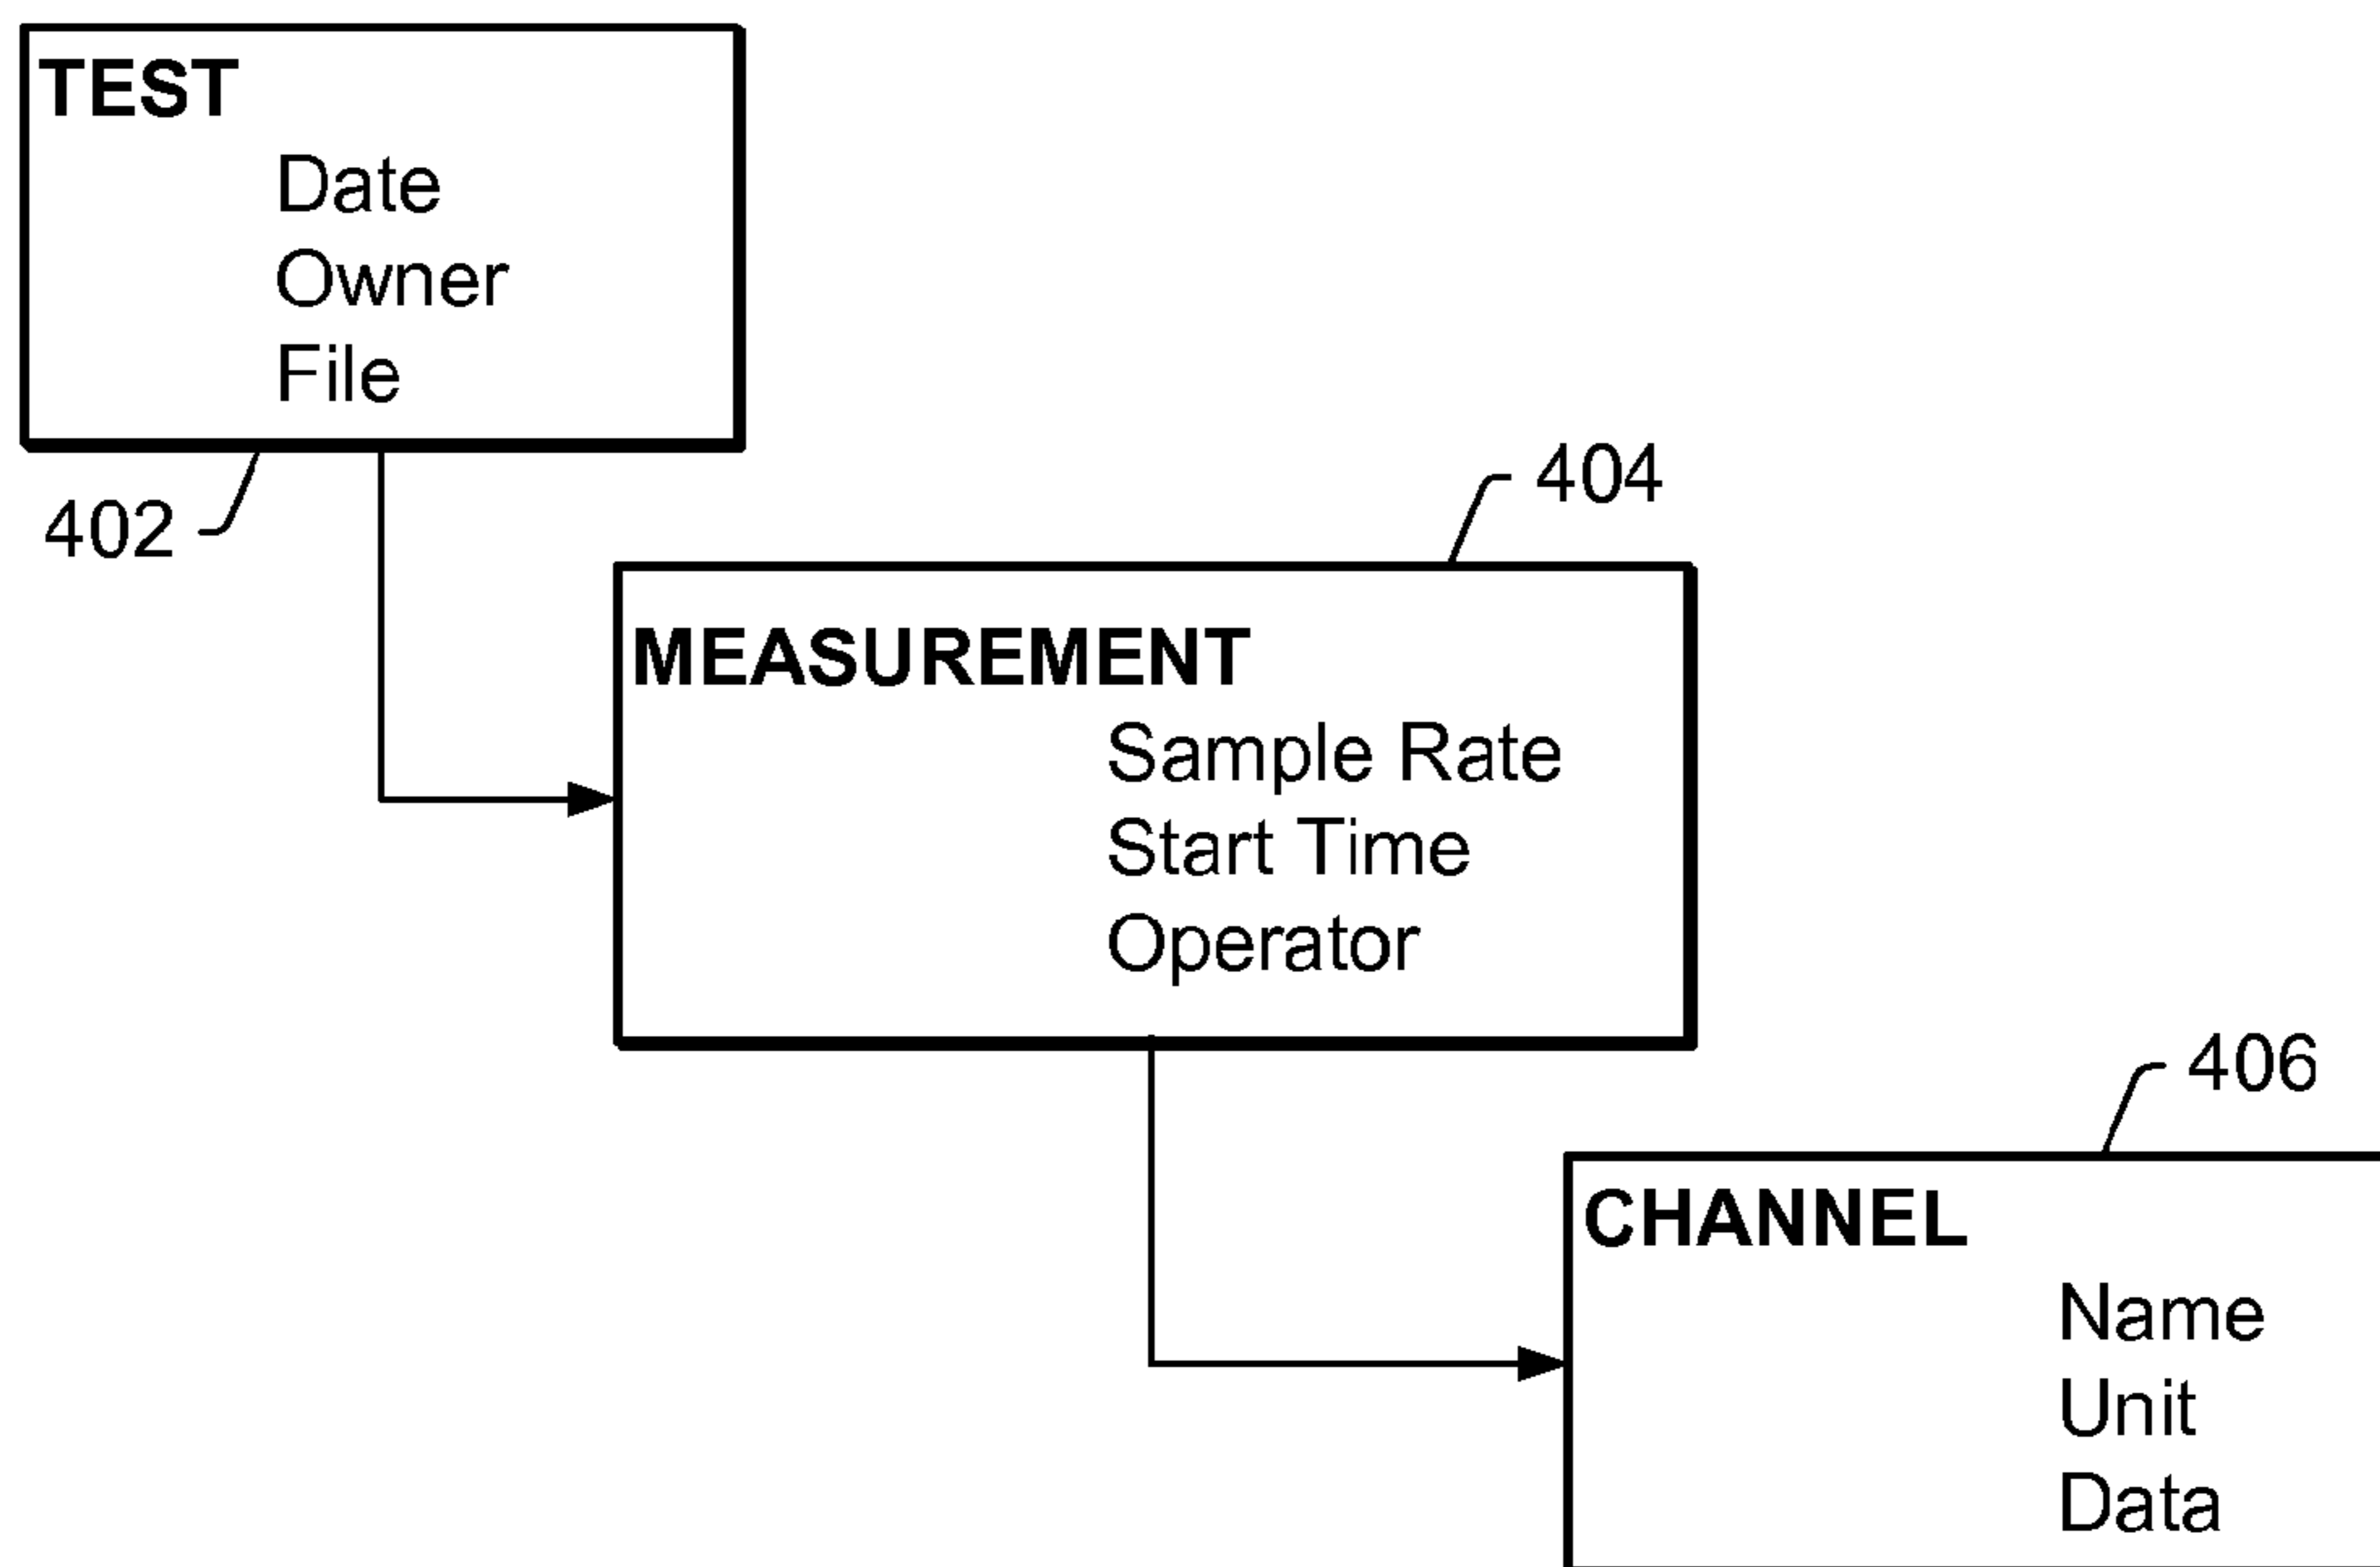 TEST
Date
Owner
File
402
404
MEASUREMENT
Sample Rate
Start Time
Operator
406
CHANNEL
Name
Unit
Data